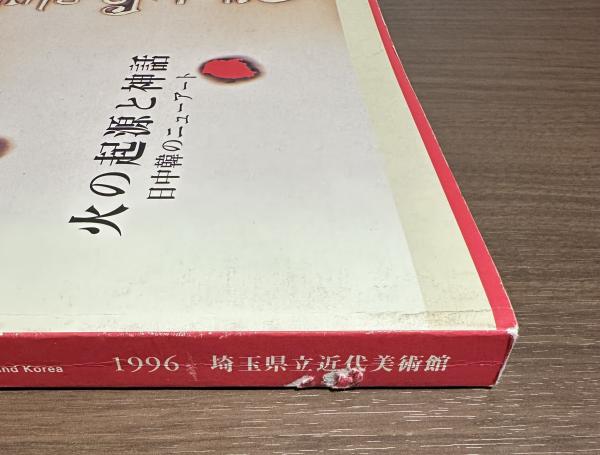 火の起源と神話
日中韓のニューアート
and Korea
1996 埼玉県立近代美術館